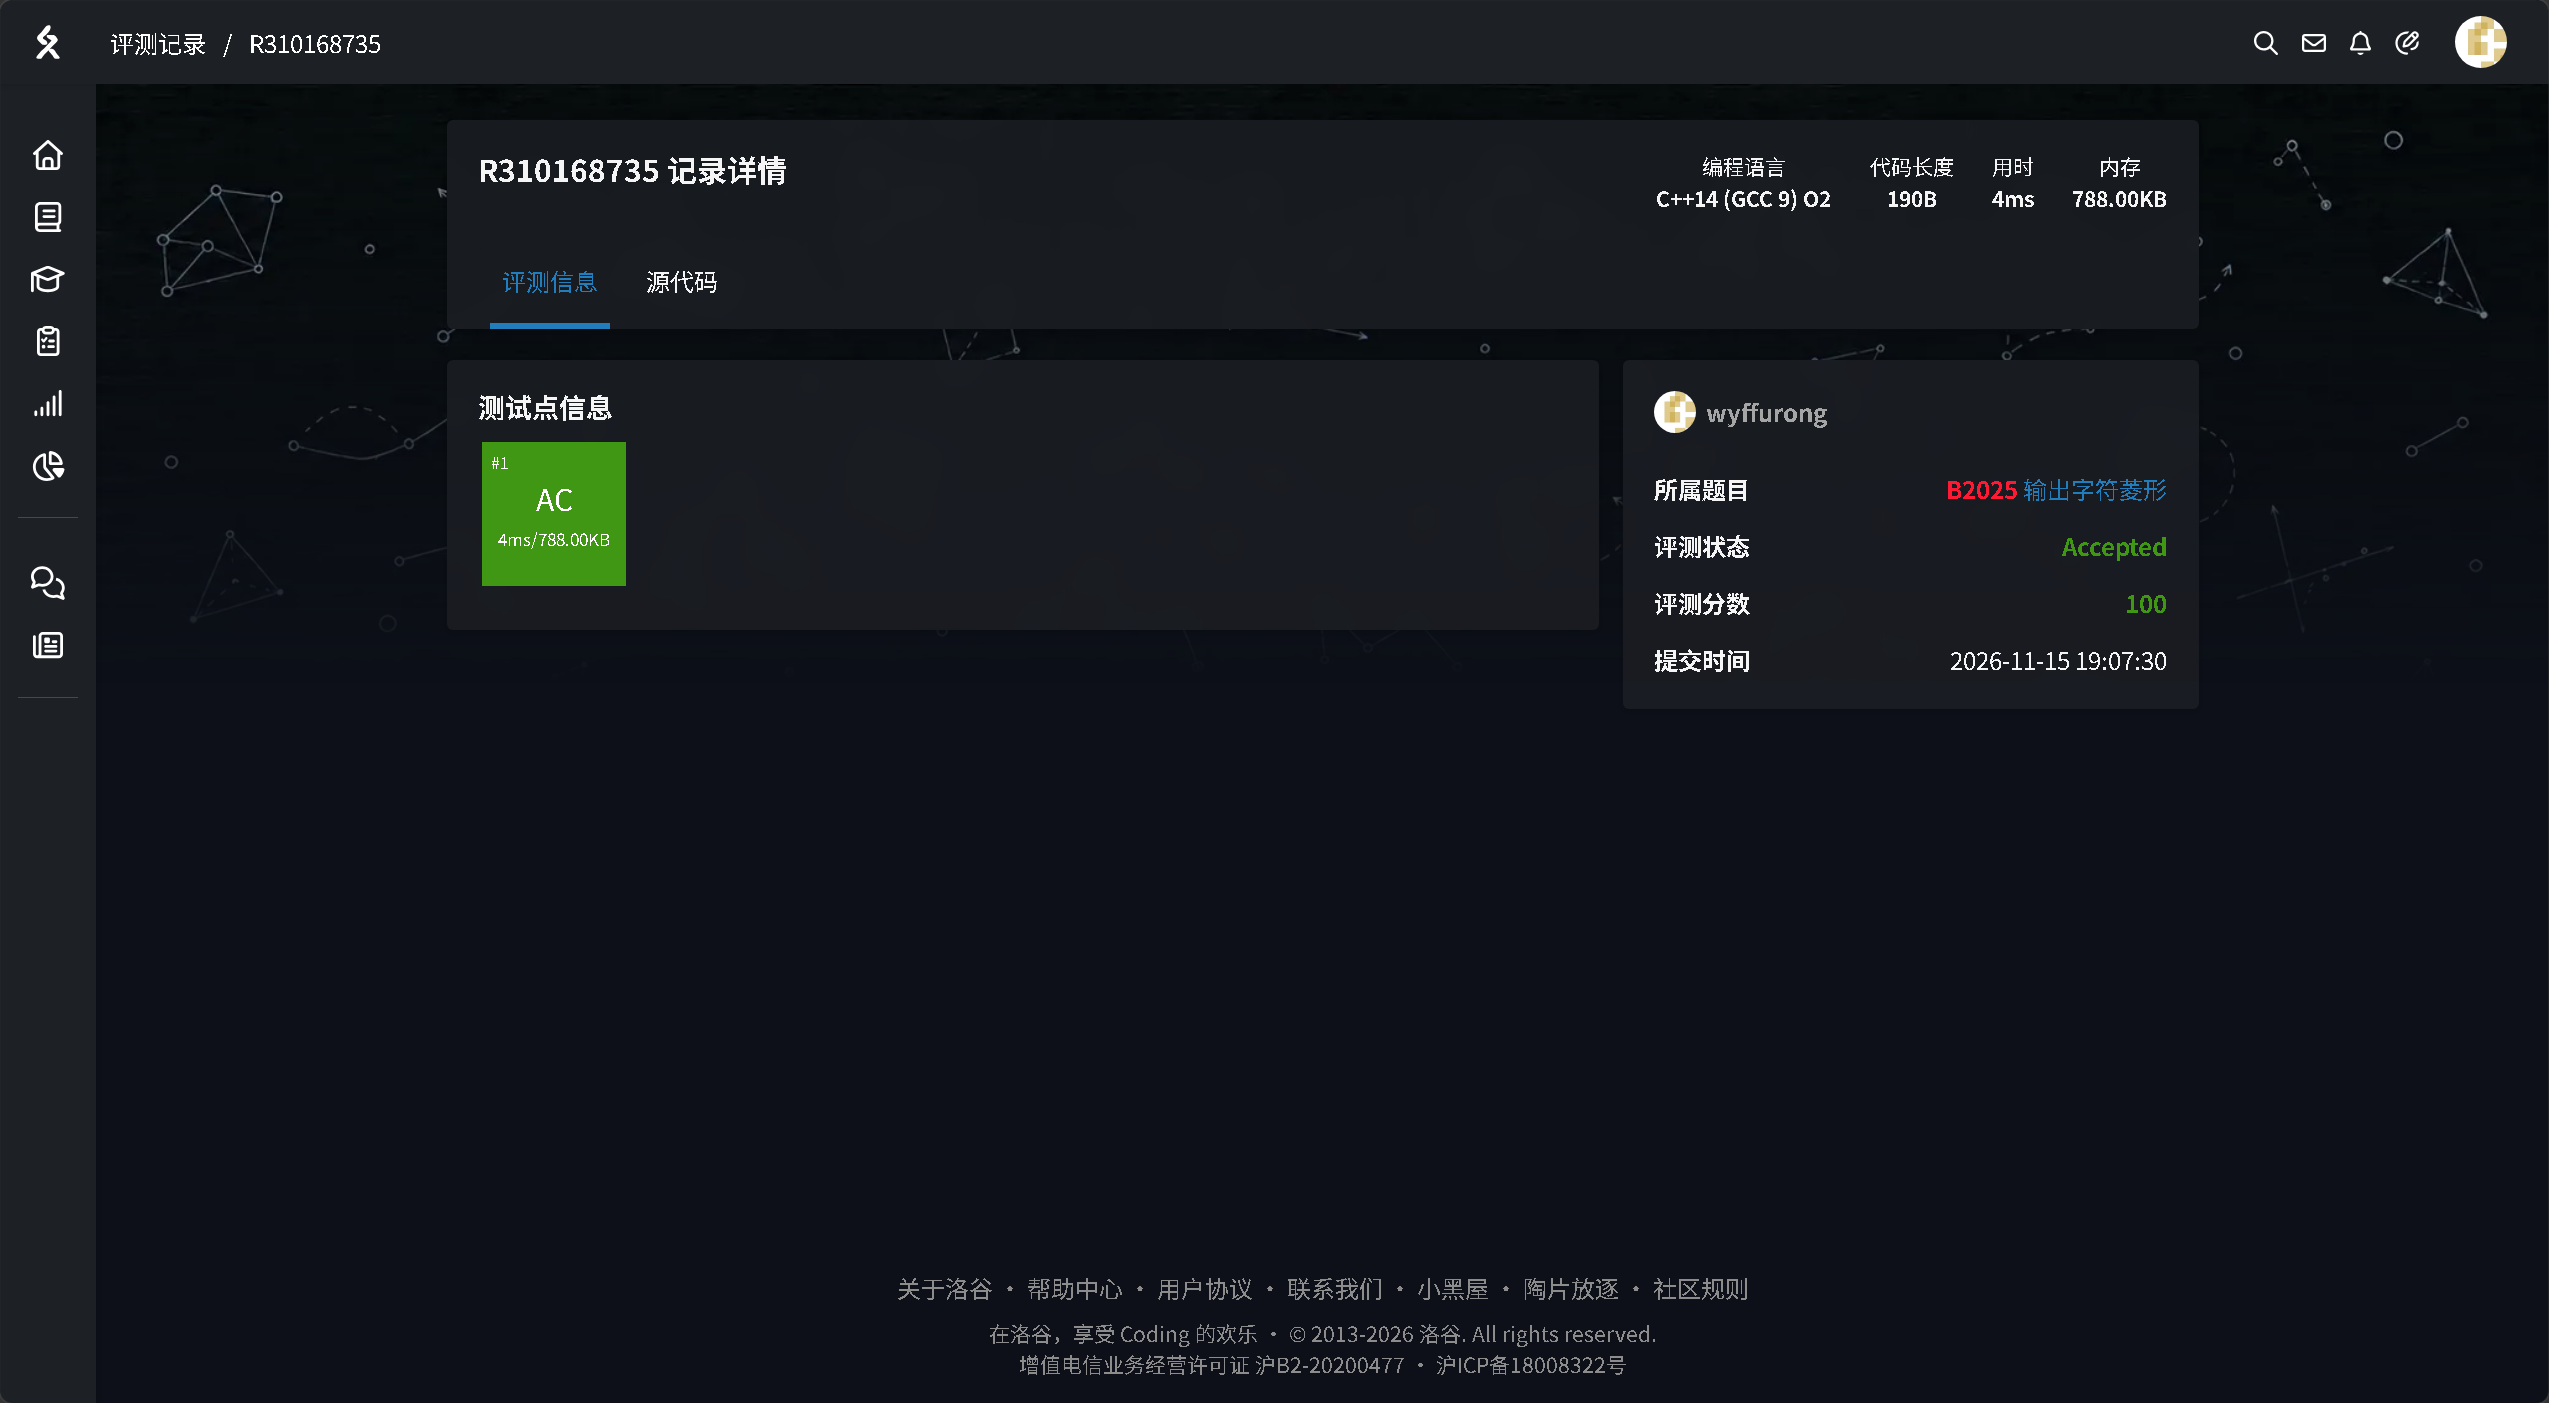 评测记录 / R310168735
R310168735 记录详情
编程语言 代码长度 用时 内存
C++14 (GCC 9) O2 190B 4ms 788.00KB
评测信息 源代码
测试点信息
#1
AC
4ms/788.00KB
wyffurong
所属题目 B2025 输出字符菱形
评测状态 Accepted
评测分数 100
提交时间 2026-11-15 19:07:30
关于洛谷 · 帮助中心 · 用户协议 · 联系我们 · 小黑屋 · 陶片放逐 · 社区规则
在洛谷，享受 Coding 的欢乐 · © 2013-2026 洛谷. All rights reserved.
增值电信业务经营许可证 沪B2-20200477 · 沪ICP备18008322号